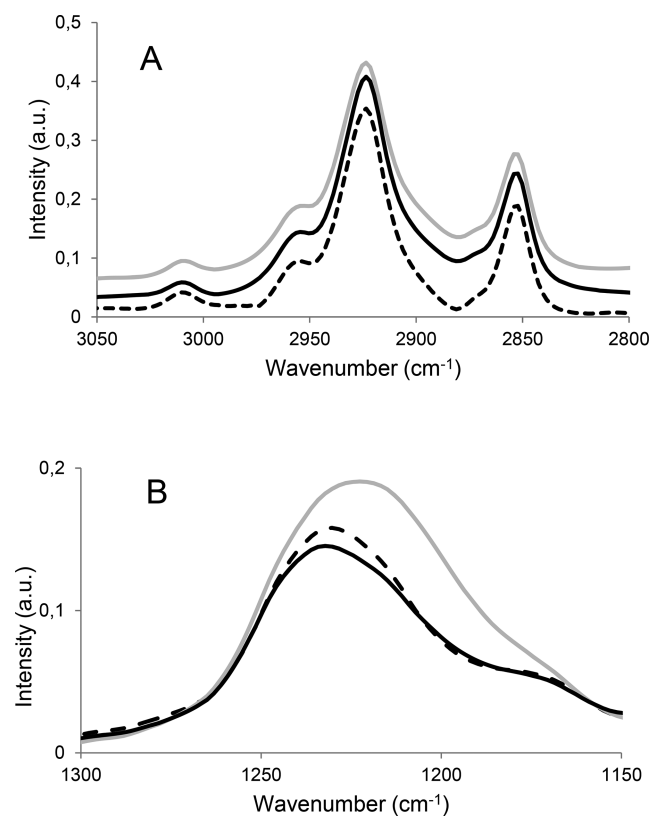 0,5
A
0,4
0,3
0,2
0,1
0
Intensity (a.u.)
3050 3000 2950 2900 2850 2800
Wavenumber (cm⁻¹)
0,2
B
0,1
0
Intensity (a.u.)
1300 1250 1200 1150
Wavenumber (cm⁻¹)